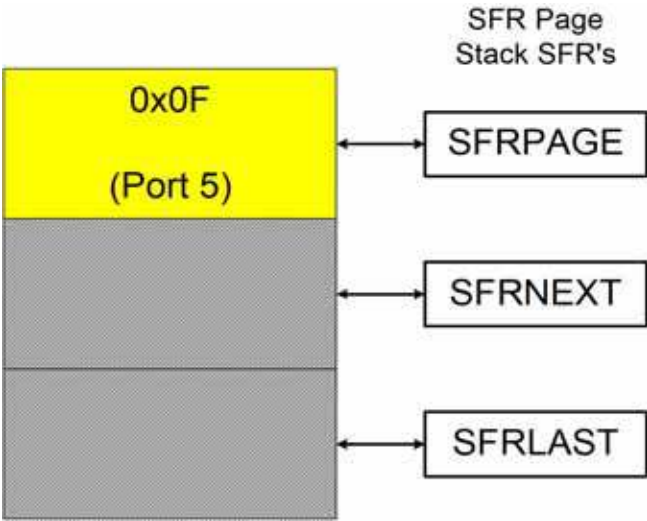 SFR Page
Stack SFR's
0x0F
(Port 5)
SFRPAGE
SFRNEXT
SFRLAST